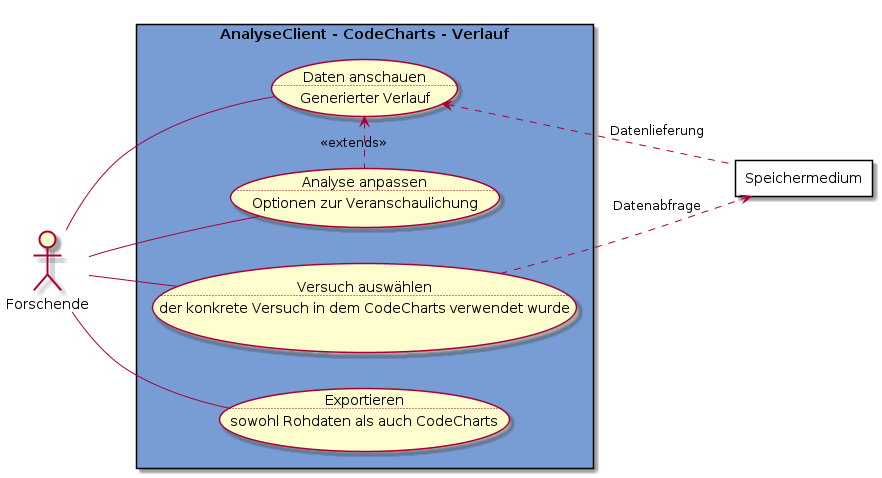 AnalyseClient - CodeCharts - Verlauf
Daten anschauen
Generierter Verlauf
Datenlieferung
«extends»
Speichermedium
Analyse anpassen
Optionen zur Veranschaulichung
Datenabfrage
Versuch auswählen
der konkrete Versuch in dem CodeCharts verwendet wurde
Forschende
Exportieren
sowohl Rohdaten als auch CodeCharts